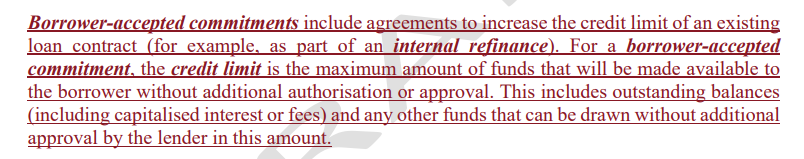 Borrower-accepted commitments include agreements to increase the credit limit of an existing
loan contract (for example, as part of an internal refinance). For a borrower-accepted
commitment, the credit limit is the maximum amount of funds that will be made available to
the borrower without additional authorisation or approval. This includes outstanding balances
(including capitalised interest or fees) and any other funds that can be drawn without additional
approval by the lender in this amount.